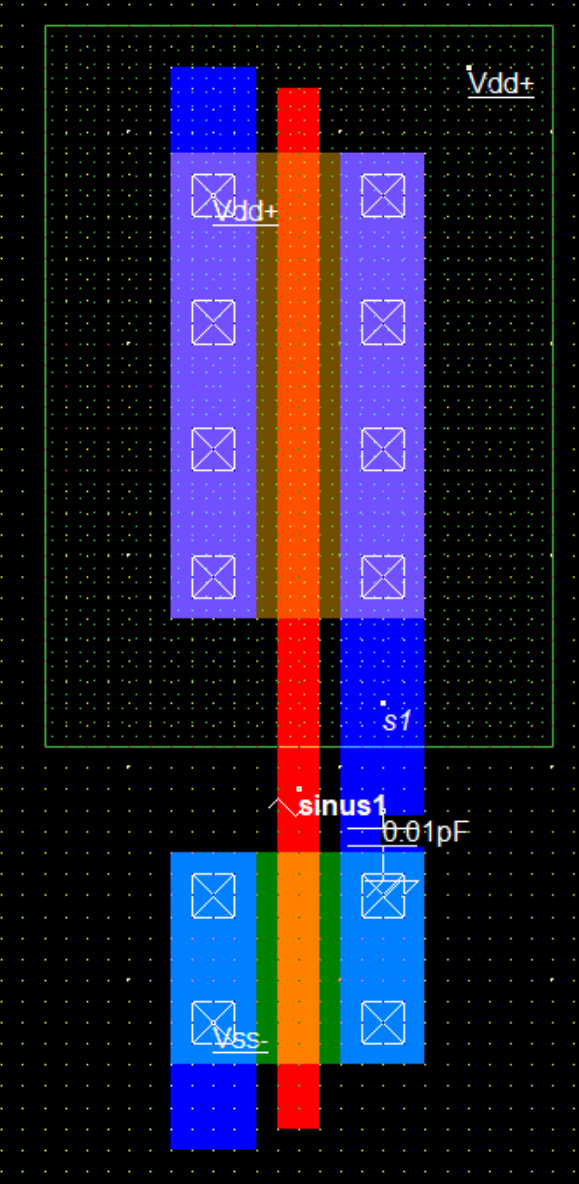 Vdd+
Vdd+
s1
sinus1
0.01pF
Vss-